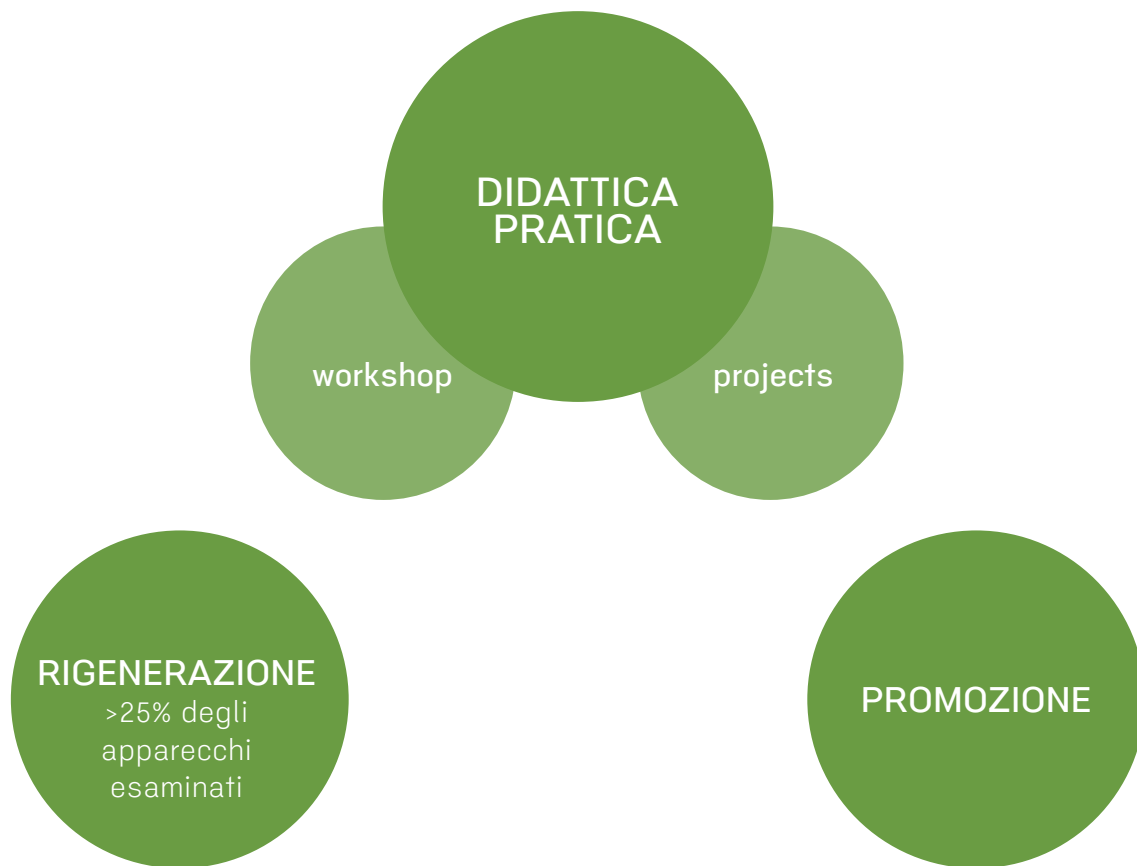 DIDATTICA
PRATICA
workshop
projects
RIGENERAZIONE
>25% degli
apparecchi
esaminati
PROMOZIONE